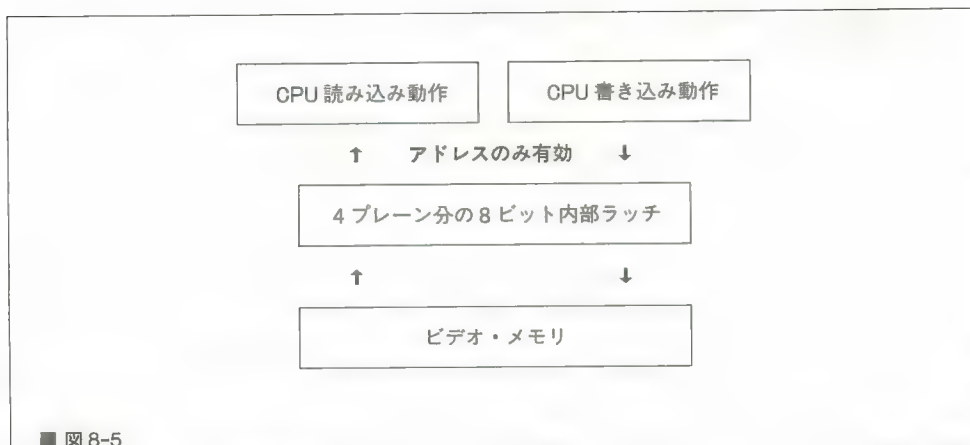 CPU 読み込み動作　CPU 書き込み動作
↑　アドレスのみ有効　↓
4 プレーン分の 8 ビット内部ラッチ
↑　↓
ビデオ・メモリ
■ 図 8-5